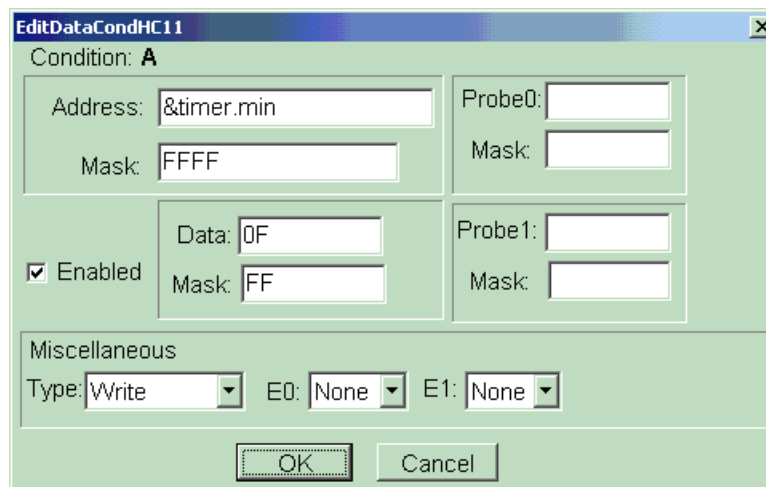 EditDataCondHC11
Condition: A
Address: &timer.min
Mask: FFFF
Probe0:
Mask:
Enabled
Data: 0F
Mask: FF
Probe1:
Mask:
Miscellaneous
Type: Write E0: None E1: None
OK Cancel